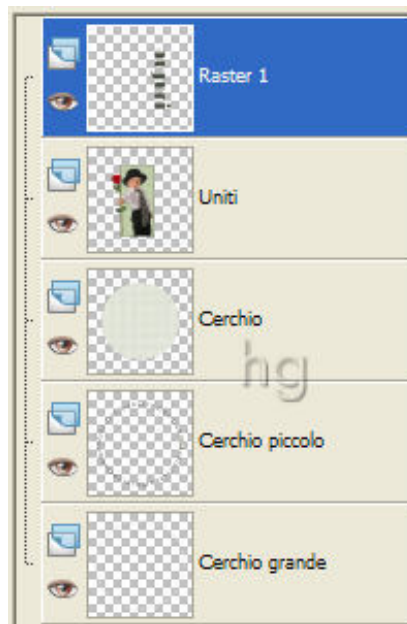 Raster 1
Uniti
Cerchio
hg
Cerchio piccolo
Cerchio grande